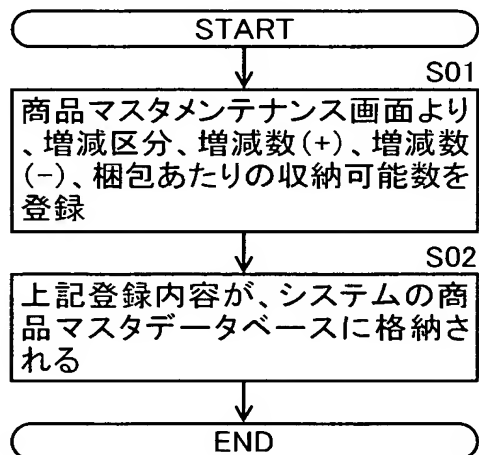 START
S01
商品マスタメンテナンス画面より
、増減区分、増減数(+)、増減数
(-)、梱包あたりの収納可能数を
登録
S02
上記登録内容が、システムの商
品マスタデータベースに格納さ
れる
END